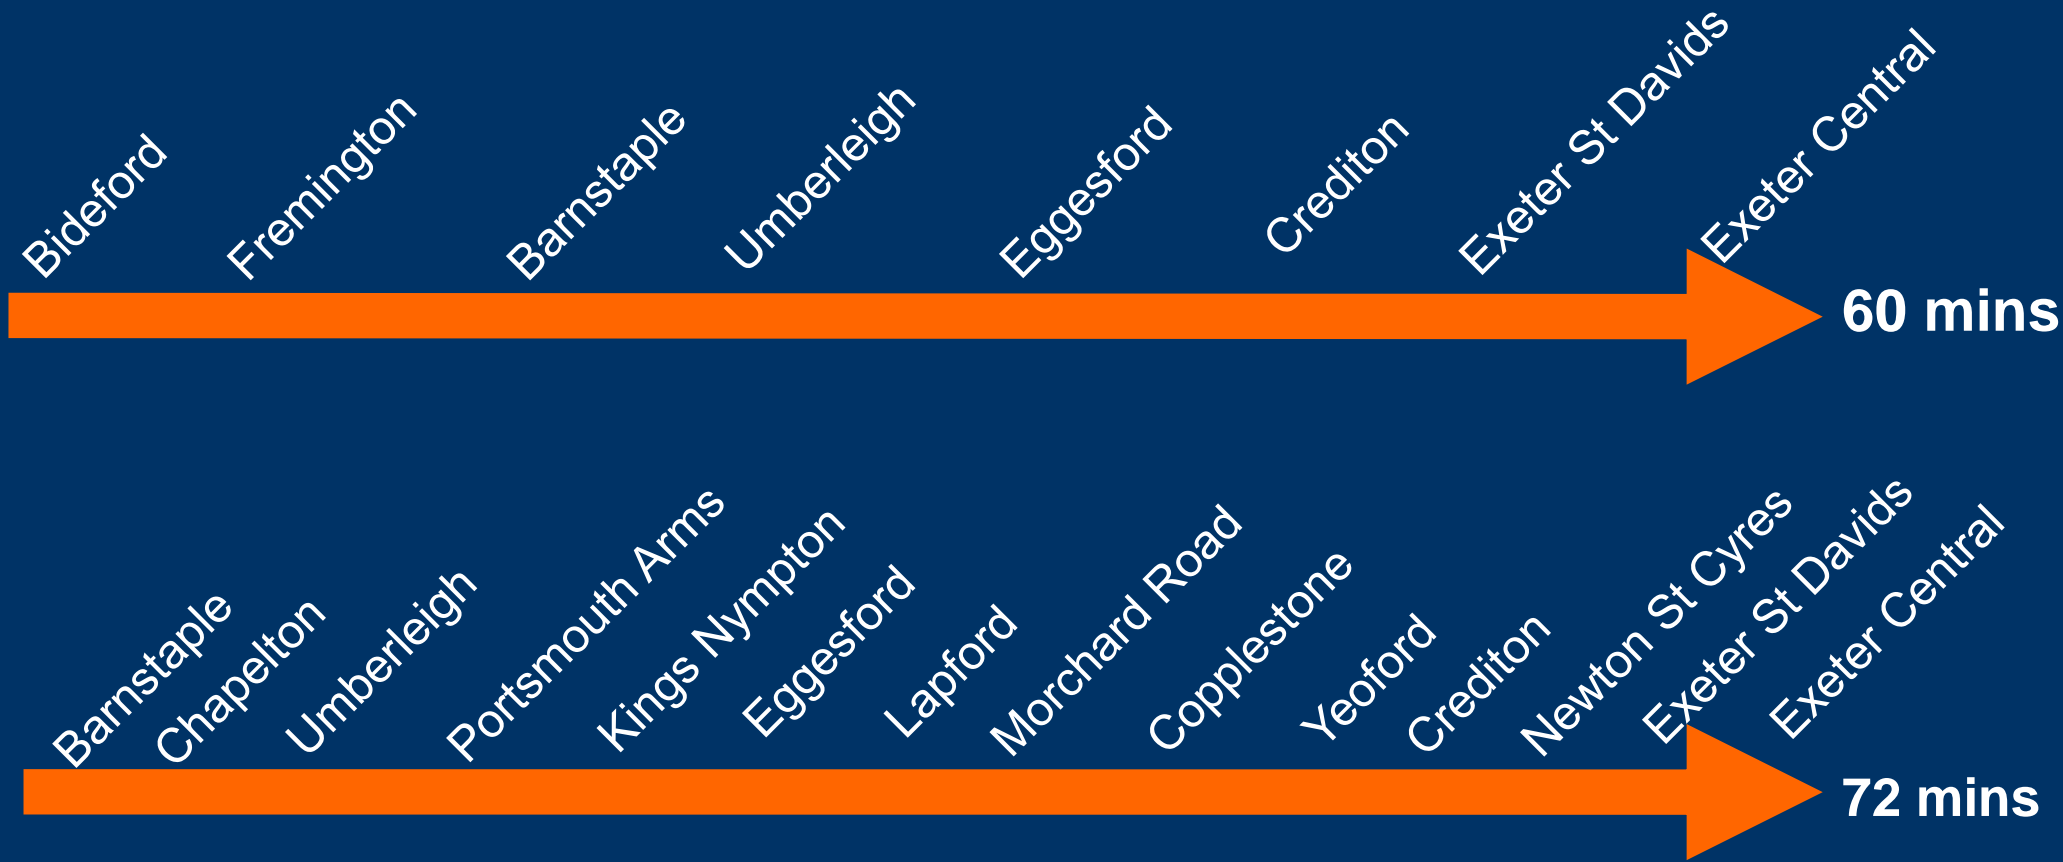 Bideford
Fremington
Barnstaple
Umberleigh
Eggesford
Crediton
Exeter St Davids
Exeter Central
60 mins
Barnstaple
Chapelton
Umberleigh
Portsmouth Arms
Kings Nympton
Eggesford
Lapford
Morchard Road
Copplestone
Yeoford
Crediton
Newton St Cyres
Exeter St Davids
Exeter Central
72 mins